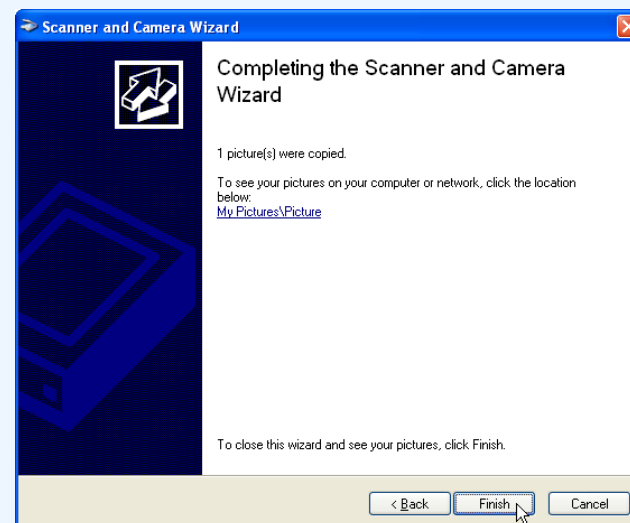 Scanner and Camera Wizard
Completing the Scanner and Camera
Wizard
1 picture(s) were copied.
To see your pictures on your computer or network, click the location
below:
My Pictures\Picture
To close this wizard and see your pictures, click Finish.
< Back Finish Cancel